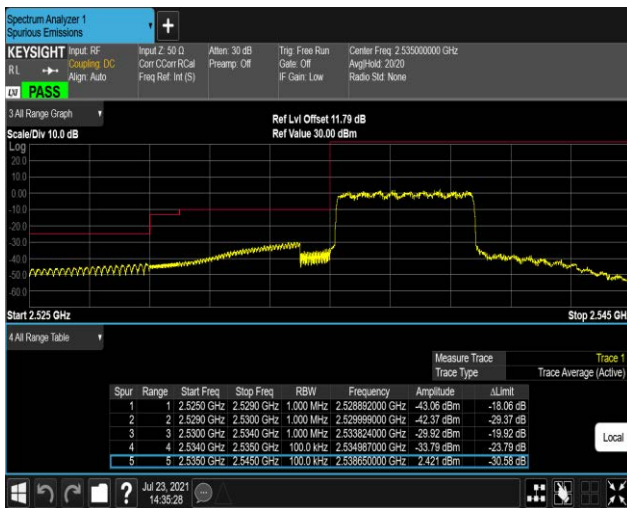 Spectrum Analyzer 1
Spurious Emissions
+
KEYSIGHT Input: RF Input Z: 50 Ω Atten: 30 dB Trig: Free Run Center Freq: 2.535000000 GHz
RL Coupling: DC Corr CCorr RCal Preamp: Off Gate: Off Avg|Hold: 20/20
Align: Auto Freq Ref: Int (S) IF Gain: Low Radio Std: None
LXI PASS
3 All Range Graph
Ref Lvl Offset 11.79 dB
Scale/Div 10.0 dB Ref Value 30.00 dBm
Log
20.0
10.0
0.00
-10.0
-20.0
-30.0
-40.0
-50.0
-60.0
Start 2.525 GHz Stop 2.545 GH
4 All Range Table
Measure Trace Trace 1
Trace Type Trace Average (Active)
Spur Range Start Freq Stop Freq RBW Frequency Amplitude ΔLimit
1 1 2.5250 GHz 2.5290 GHz 1.000 MHz 2.528892000 GHz -43.06 dBm -18.06 dB
2 2 2.5290 GHz 2.5300 GHz 1.000 MHz 2.529999000 GHz -42.37 dBm -29.37 dB
3 3 2.5300 GHz 2.5340 GHz 1.000 MHz 2.533824000 GHz -29.92 dBm -19.92 dB
4 4 2.5340 GHz 2.5350 GHz 100.0 kHz 2.534987000 GHz -33.79 dBm -23.79 dB
5 5 2.5350 GHz 2.5450 GHz 100.0 kHz 2.538650000 GHz 2.421 dBm -30.58 dB
Local
? Jul 23, 2021
14:35:28